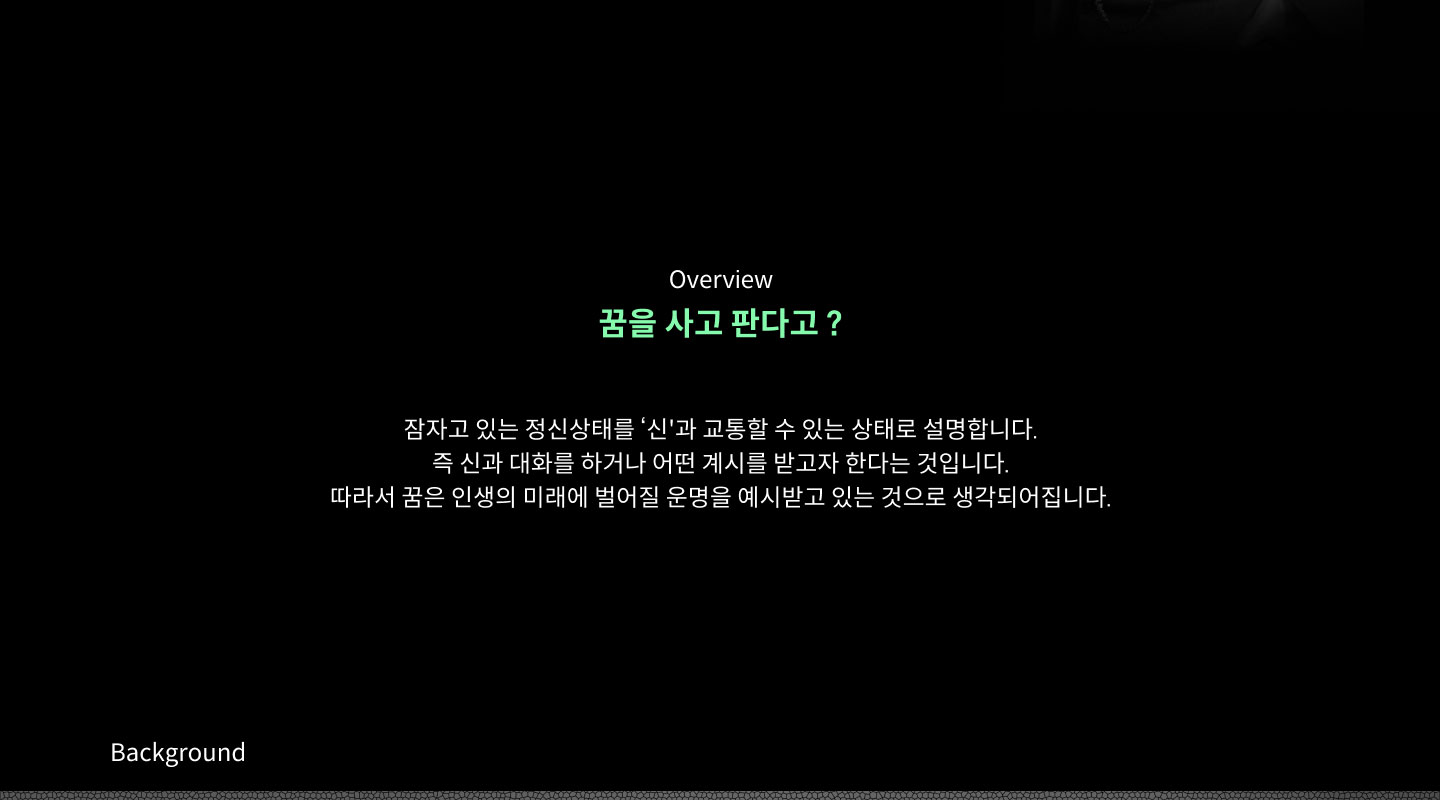 Overview
꿈을 사고 판다고 ?
잠자고 있는 정신상태를 ‘신'과 교통할 수 있는 상태로 설명합니다.
즉 신과 대화를 하거나 어떤 계시를 받고자 한다는 것입니다.
따라서 꿈은 인생의 미래에 벌어질 운명을 예시받고 있는 것으로 생각되어집니다.
Background